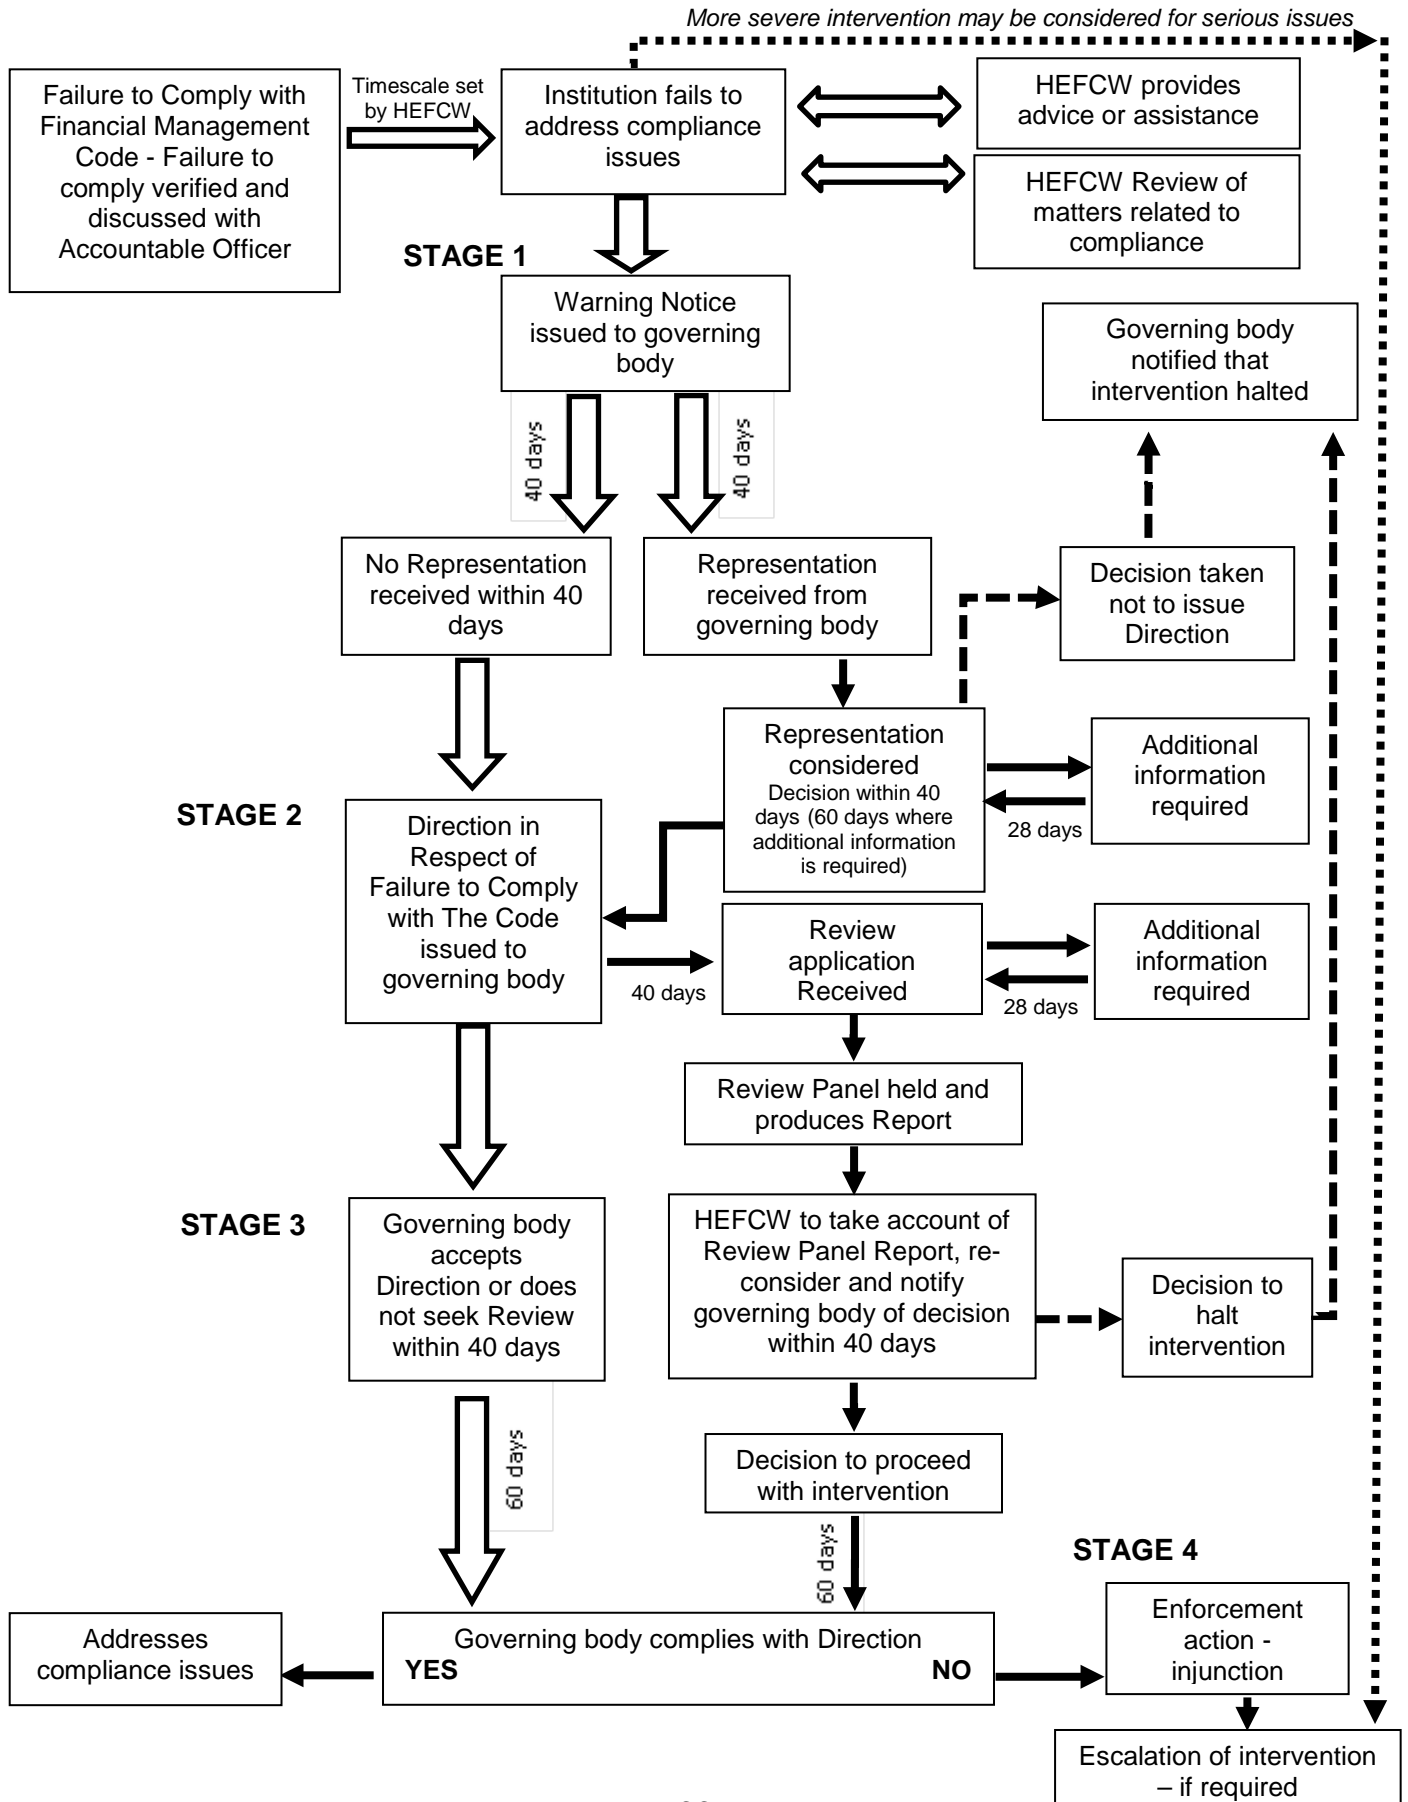 More severe intervention may be considered for serious issues
Failure to Comply with
Financial Management
Code - Failure to
comply verified and
discussed with
Accountable Officer
Timescale set
by HEFCW
Institution fails to
address compliance
issues
HEFCW provides
advice or assistance
HEFCW Review of
matters related to
compliance
STAGE 1
Warning Notice
issued to governing
body
Governing body
notified that
intervention halted
40 days
40 days
No Representation
received within 40
days
Representation
received from
governing body
Decision taken
not to issue
Direction
STAGE 2
Representation
considered
Decision within 40
days (60 days where
additional information
is required)
Additional
information
required
28 days
Direction in
Respect of
Failure to Comply
with The Code
issued to
governing body
40 days
Review
application
Received
Additional
information
required
28 days
Review Panel held and
produces Report
STAGE 3
Governing body
accepts
Direction or does
not seek Review
within 40 days
HEFCW to take account of
Review Panel Report, re-
consider and notify
governing body of decision
within 40 days
Decision to
halt
intervention
60 days
Decision to proceed
with intervention
60 days
STAGE 4
Addresses
compliance issues
Governing body complies with Direction
YES NO
Enforcement
action -
injunction
Escalation of intervention
– if required